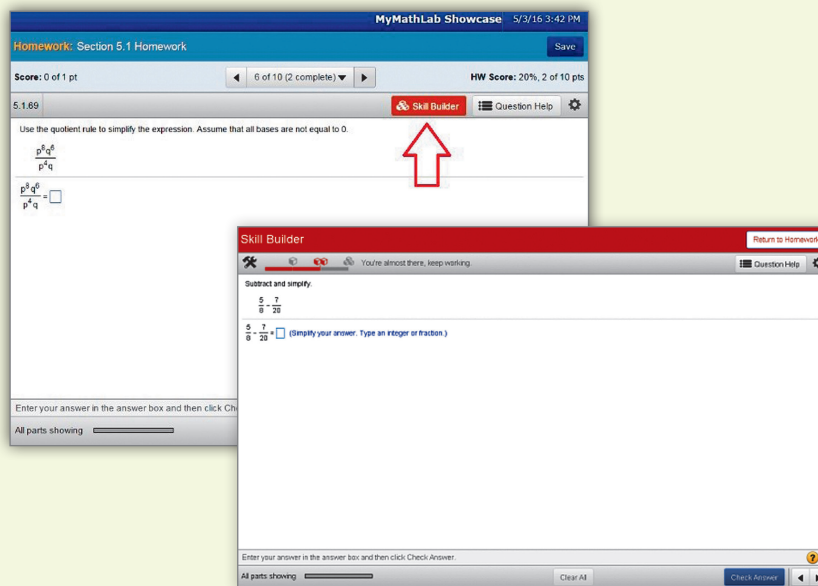 MyMathLab Showcase 5/3/16 3:42 PM
Homework: Section 5.1 Homework
Save
Score: 0 of 1 pt
6 of 10 (2 complete)
HW Score: 20%, 2 of 10 pts
5.1.69
Skill Builder
Question Help
Use the quotient rule to simplify the expression. Assume that all bases are not equal to 0.
p⁸q⁶
p⁴q
p⁸q⁶
p⁴q = 
Enter your answer in the answer box and then click Ch
All parts showing
Skill Builder
Return to Homework
You're almost there, keep working.
Question Help
Subtract and simplify.
5/8 - 7/20
5/8 - 7/20 = (Simplify your answer. Type an integer or fraction.)
Enter your answer in the answer box and then click Check Answer.
?
All parts showing
Clear All
Check Answer